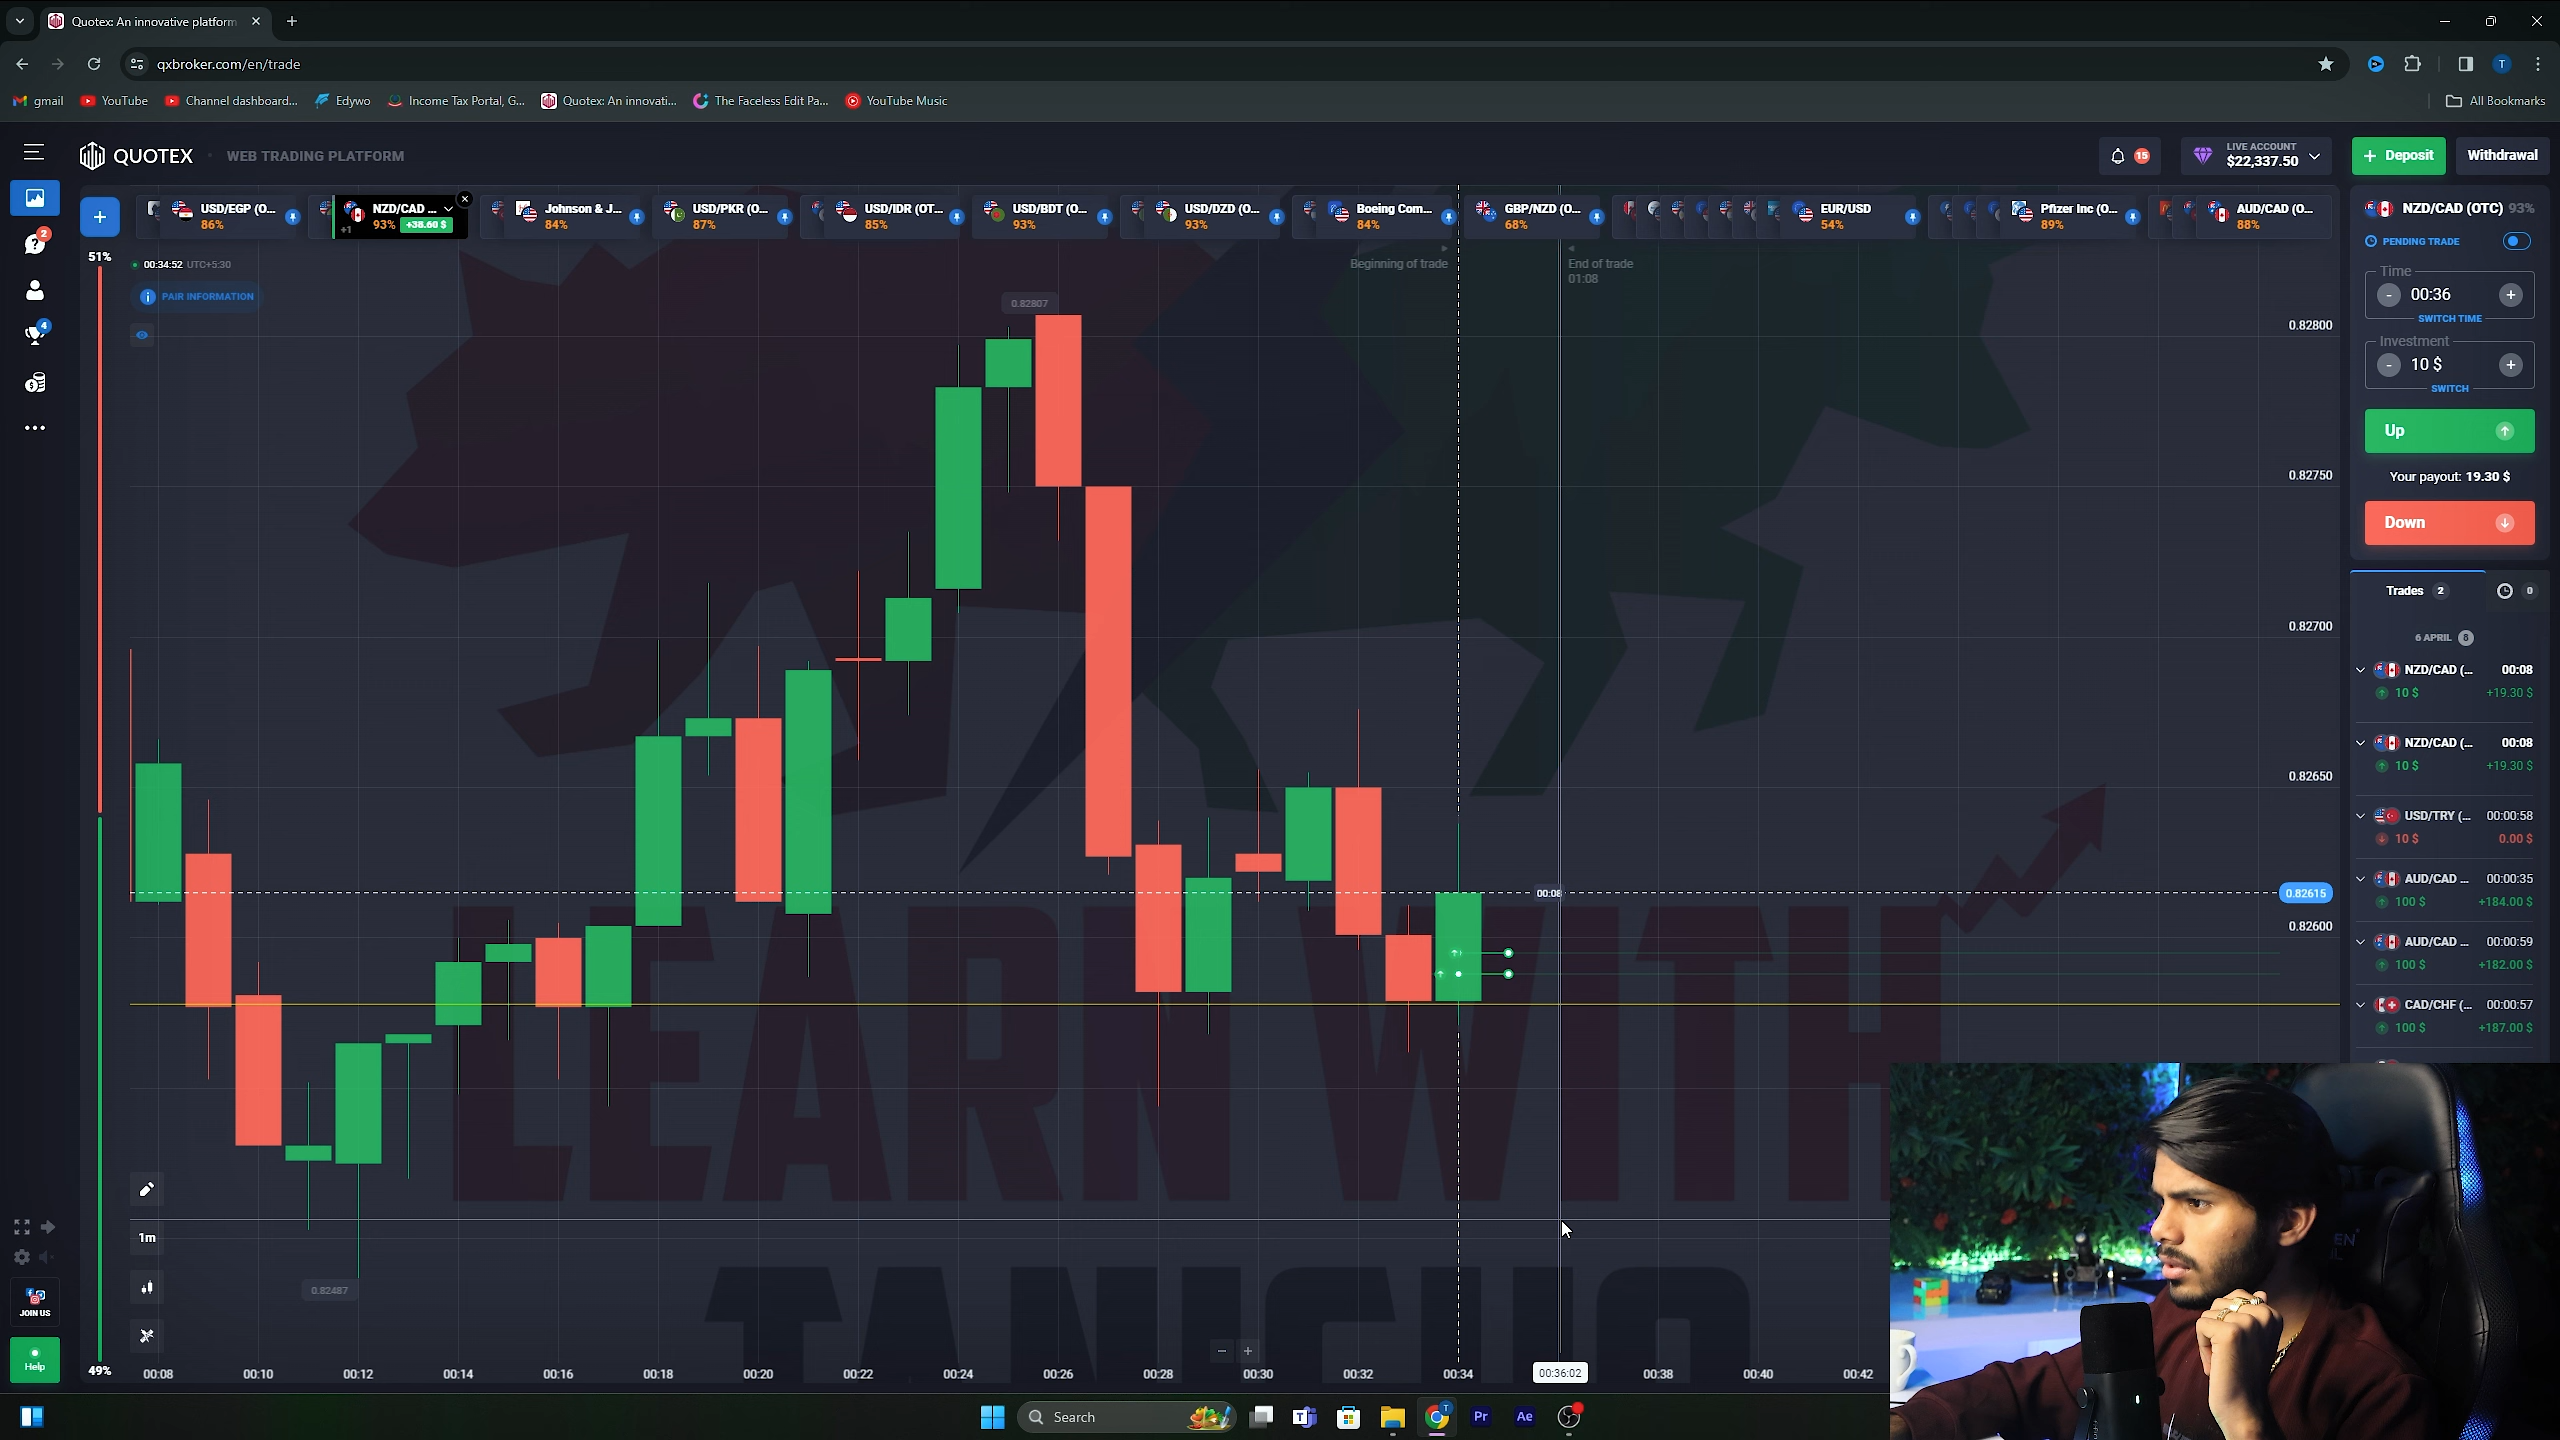 Quotex: An innovative platform
qxbroker.com/en/trade
gmail
YouTube
Channel dashboard...
Edywo
Income Tax Portal, G...
Quotex: An innovati...
The Faceless Edit Pa...
YouTube Music
All Bookmarks
QUOTEX
WEB TRADING PLATFORM
15
LIVE ACCOUNT
$22,337.50
+ Deposit
Withdrawal
USD/EGP (O...
86%
NZD/CAD ...
+1
93%
+38.60 $
Johnson & J...
84%
USD/PKR (O...
87%
USD/IDR (OT...
85%
USD/BDT (O...
93%
USD/DZD (O...
93%
Boeing Com...
84%
GBP/NZD (O...
68%
EUR/USD
54%
Pfizer Inc (O...
89%
AUD/CAD (O...
88%
2
4
51%
00:34:52 UTC+5:30
PAIR INFORMATION
Beginning of trade
End of trade
01:08
0.82807
0.82800
0.82750
0.82700
0.82650
00:08
0.82615
0.82600
LEARN WITH
0.82487
1m
JOIN US
Help
49%
00:08
00:10
00:12
00:14
00:16
00:18
00:20
00:22
00:24
00:26
00:28
00:30
00:32
00:34
00:36:02
00:38
00:40
00:42
NZD/CAD (OTC) 93%
PENDING TRADE
Time
- 00:36 +
SWITCH TIME
Investment
- 10 $ +
SWITCH
Up
Your payout: 19.30 $
Down
Trades 2
0
6 APRIL 8
NZD/CAD (... 00:08
10 $ +19.30 $
NZD/CAD (... 00:08
10 $ +19.30 $
USD/TRY (... 00:00:58
10 $ 0.00 $
AUD/CAD ... 00:00:35
100 $ +184.00 $
AUD/CAD ... 00:00:59
100 $ +182.00 $
CAD/CHF (... 00:00:57
100 $ +187.00 $
Search
Pr
Ae